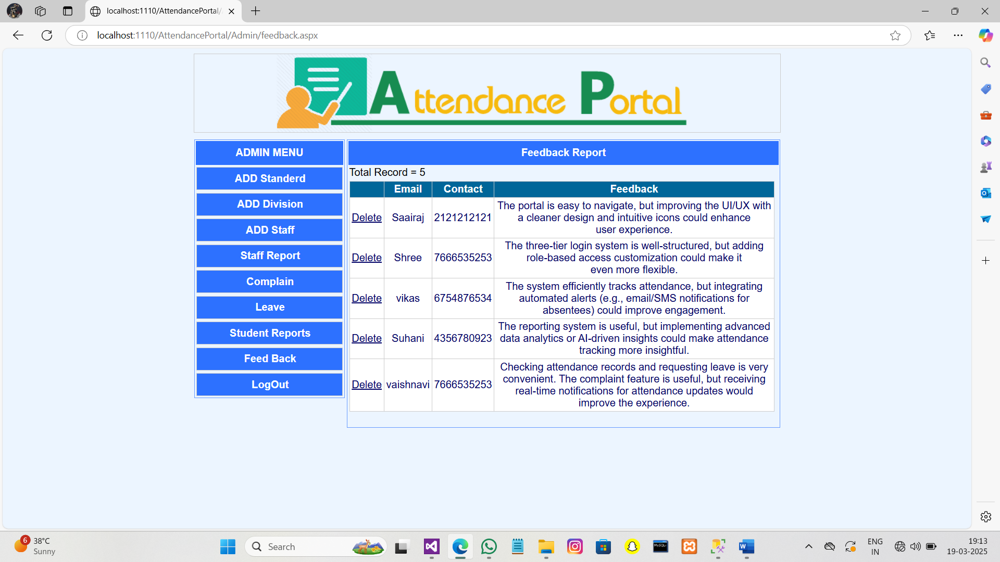 localhost:1110/AttendancePortal/
localhost:1110/AttendancePortal/Admin/feedback.aspx
Attendance Portal
ADMIN MENU
ADD Standerd
ADD Division
ADD Staff
Staff Report
Complain
Leave
Student Reports
Feed Back
LogOut
Feedback Report
Total Record = 5
Email Contact Feedback
Delete Saairaj 2121212121
The portal is easy to navigate, but improving the UI/UX with
a cleaner design and intuitive icons could enhance
user experience.
Delete Shree 7666535253
The three-tier login system is well-structured, but adding
role-based access customization could make it
even more flexible.
Delete vikas 6754876534
The system efficiently tracks attendance, but integrating
automated alerts (e.g., email/SMS notifications for
absentees) could improve engagement.
Delete Suhani 4356780923
The reporting system is useful, but implementing advanced
data analytics or AI-driven insights could make attendance
tracking more insightful.
Delete vaishnavi 7666535253
Checking attendance records and requesting leave is very
convenient. The complaint feature is useful, but receiving
real-time notifications for attendance updates would
improve the experience.
6
38°C
Sunny
Search
MySQL
ENG
IN
19:13
19-03-2025